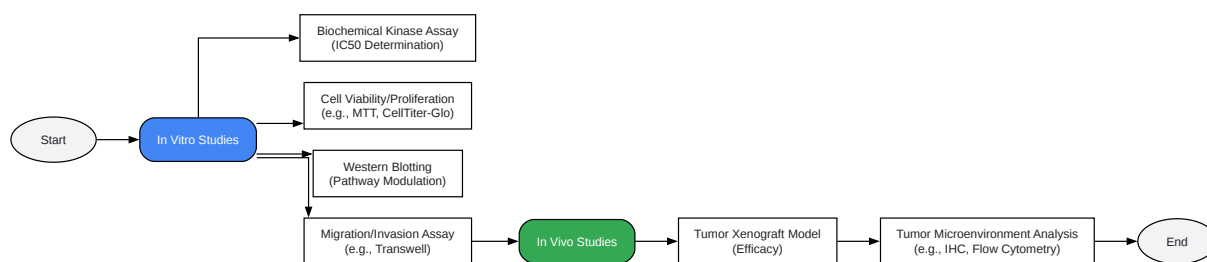 Biochemical Kinase Assay
(IC50 Determination)
Cell Viability/Proliferation
(e.g., MTT, CellTiter-Glo)
Start
In Vitro Studies
Western Blotting
(Pathway Modulation)
Migration/Invasion Assay
(e.g., Transwell)
In Vivo Studies
Tumor Xenograft Model
(Efficacy)
Tumor Microenvironment Analysis
(e.g., IHC, Flow Cytometry)
End